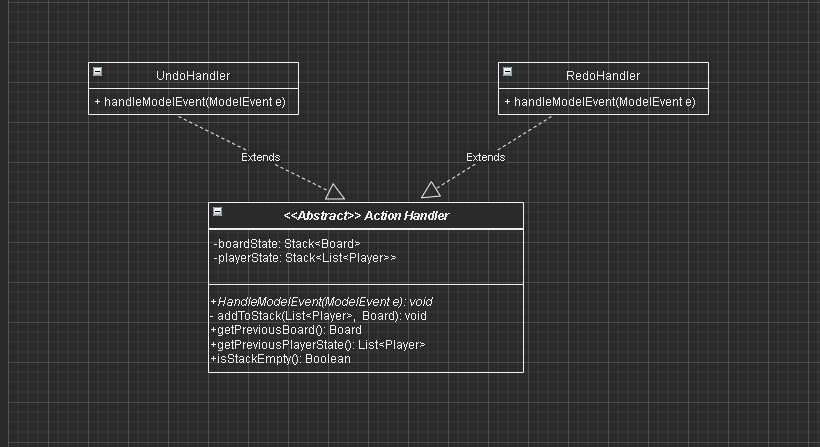 UndoHandler
+ handleModelEvent(ModelEvent e)
RedoHandler
+ handleModelEvent(ModelEvent e)
Extends
Extends
<<Abstract>> Action Handler
-boardState: Stack<Board>
-playerState: Stack<List<Player>>
+HandleModelEvent(ModelEvent e): void
- addToStack(List<Player>, Board): void
+getPreviousBoard(): Board
+getPreviousPlayerState(): List<Player>
+isStackEmpty(): Boolean